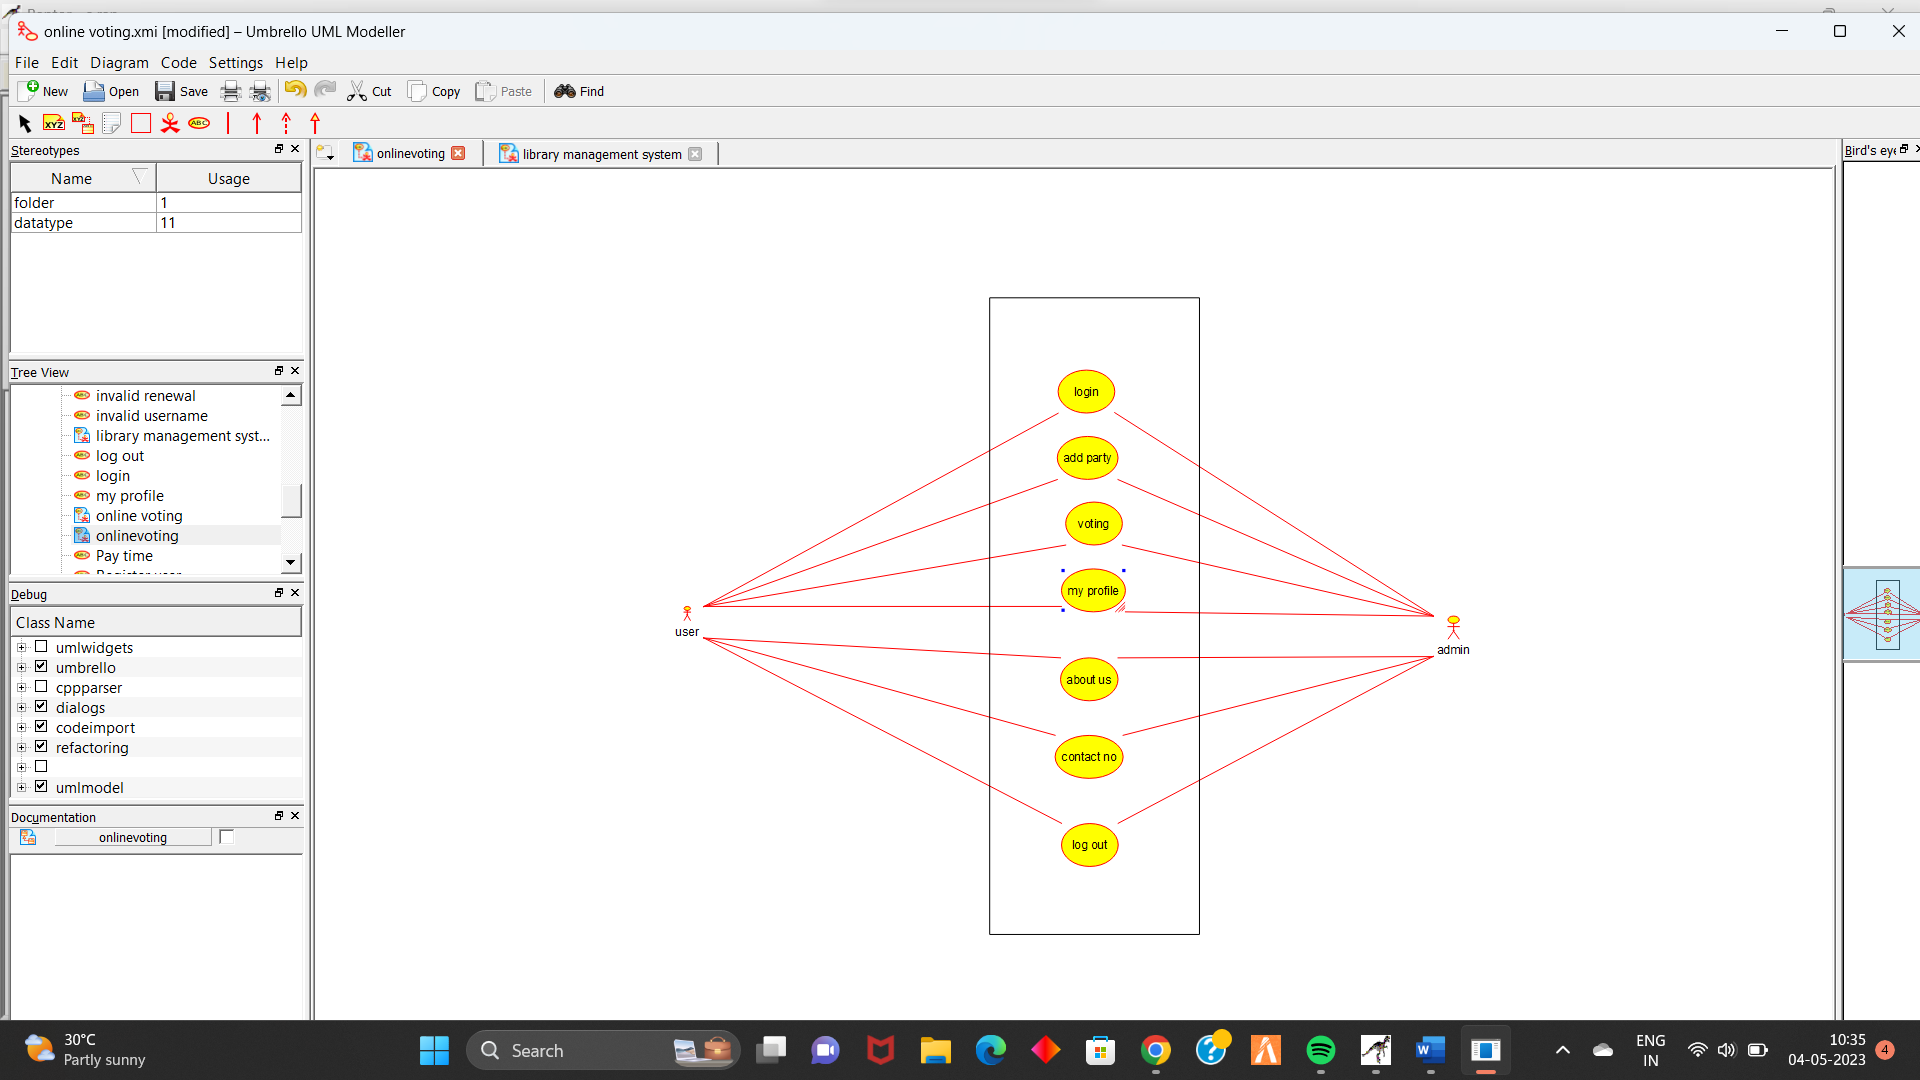 online voting.xmi [modified] – Umbrello UML Modeller
File Edit Diagram Code Settings Help
New Open Save Cut Copy Paste Find
XYZ XYZ ABC
Stereotypes
Name Usage
folder 1
datatype 11
Tree View
invalid renewal
invalid username
library management syst...
log out
login
my profile
online voting
onlinevoting
Pay time
Debug
Class Name
umlwidgets
umbrello
cppparser
dialogs
codeimport
refactoring
umlmodel
Documentation
onlinevoting
onlinevoting library management system
login
add party
voting
my profile
about us
contact no
log out
user
admin
Bird's eye
30°C
Partly sunny
Search
ENG
IN
10:35
04-05-2023
4